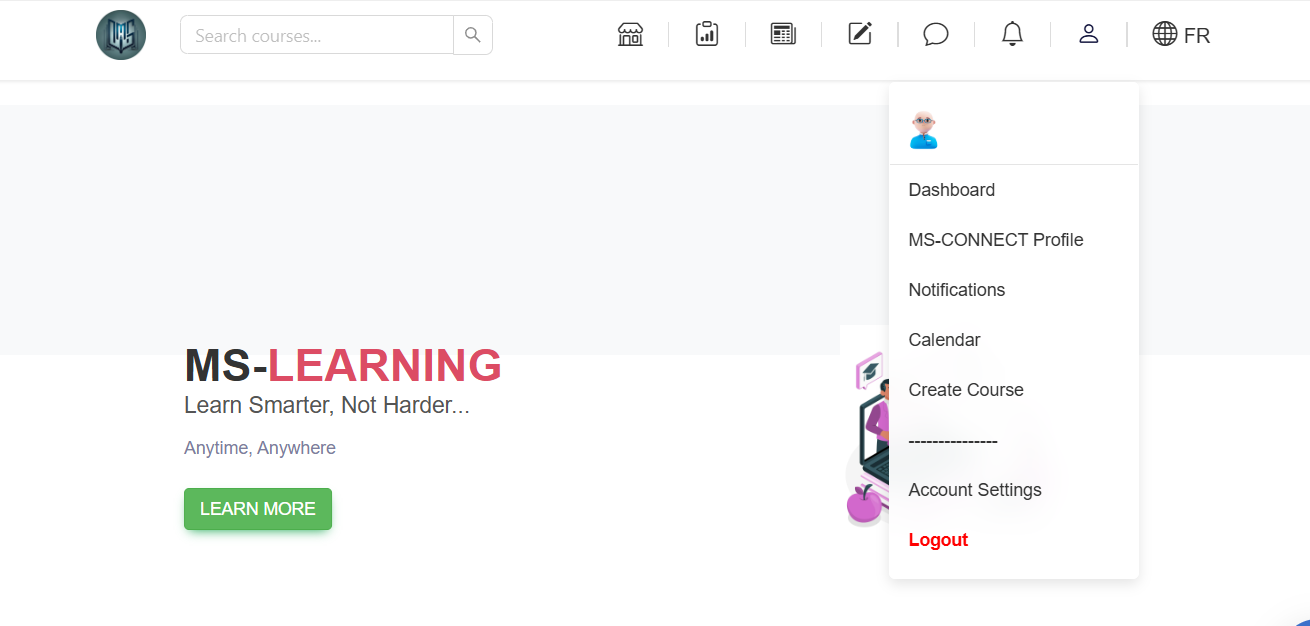 Search courses...
FR
Dashboard
MS-CONNECT Profile
Notifications
Calendar
Create Course
---------------
Account Settings
Logout
MS-LEARNING
Learn Smarter, Not Harder...
Anytime, Anywhere
LEARN MORE